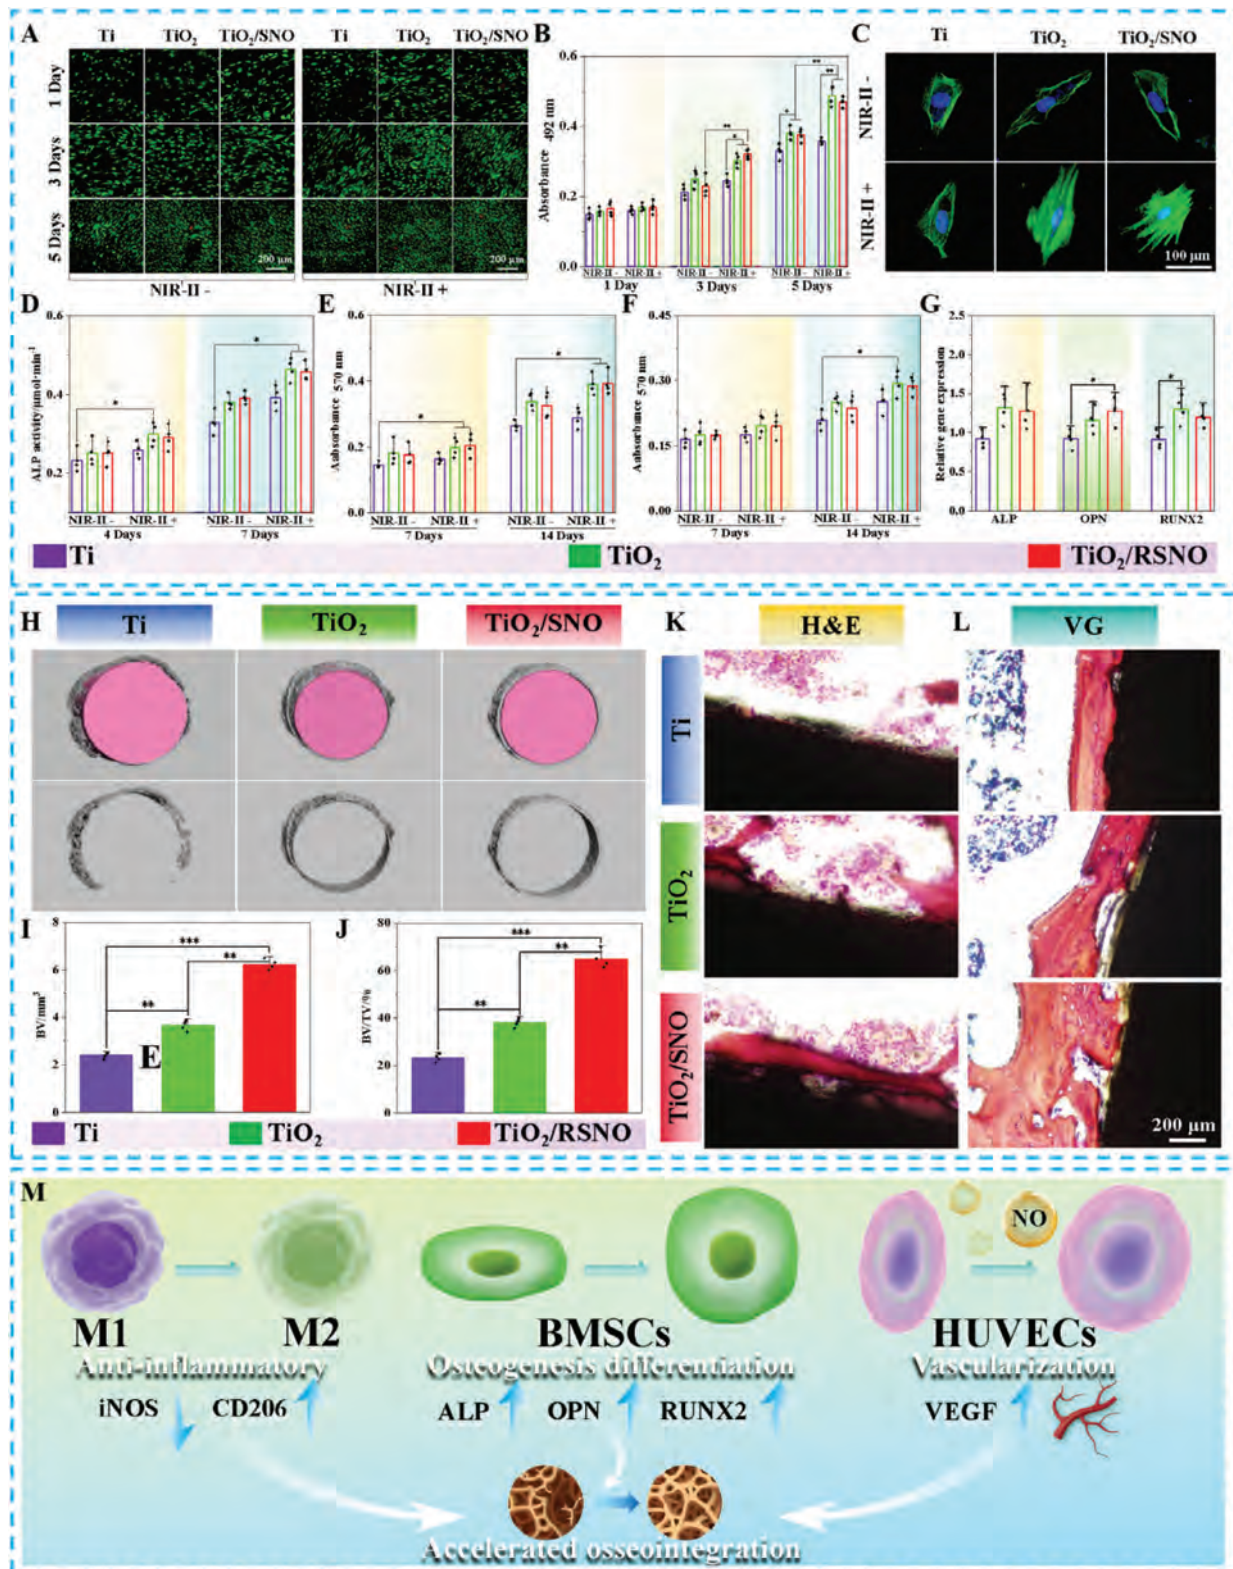 A
Ti TiO2 TiO2/SNO Ti TiO2 TiO2/SNO
1 Day
3 Days
5 Days
200 μm 200 μm
NIR-II - NIR-II +
B
Absorbance 492 nm
0.6
0.4
0.2
0.0
** ** * ** *
NIR-II - NIR-II + NIR-II - NIR-II + NIR-II - NIR-II +
1 Day 3 Days 5 Days
C
Ti TiO2 TiO2/SNO
NIR-II -
NIR-II +
100 μm
D
ALP activity/μmol·min-1
0.6
0.4
0.2
* *
NIR-II - NIR-II + NIR-II - NIR-II +
4 Days 7 Days
E
Aabsorbance 570 nm
0.6
0.4
0.2
0.0
* *
NIR-II - NIR-II + NIR-II - NIR-II +
7 Days 14 Days
F
Aabsorbance 570 nm
0.45
0.30
0.15
0.00
*
NIR-II - NIR-II + NIR-II - NIR-II +
7 Days 14 Days
G
Relative gene expression
2.5
2.0
1.5
1.0
0.5
0.0
* *
ALP OPN RUNX2
Ti TiO2 TiO2/RSNO
H
Ti TiO2 TiO2/SNO
I
BV/mm3
8
6
4
2
0
***
**
**
E
J
BV/TV/%
80
60
40
20
0
***
**
**
Ti TiO2 TiO2/RSNO
K H&E L VG
Ti
TiO2
TiO2/SNO
200 μm
M
NO
M1 M2 BMSCs HUVECs
Anti-inflammatory Osteogenesis differentiation Vascularization
iNOS CD206 ALP OPN RUNX2 VEGF
Accelerated osseointegration